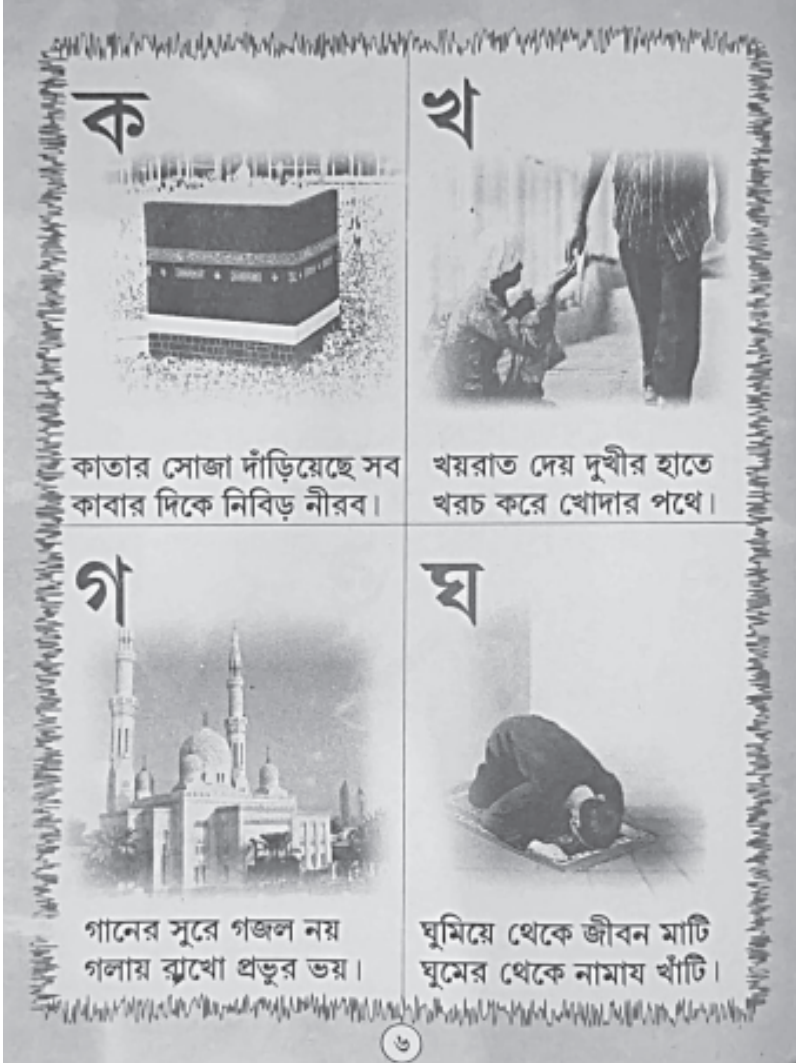 ক
কাতার সোজা দাঁড়িয়েছে সব
কাবার দিকে নিবিড় নীরব।
খ
খয়রাত দেয় দুখীর হাতে
খরচ করে খোদার পথে।
গ
গানের সুরে গজল নয়
গলায় রাখো প্রভুর ভয়।
ঘ
ঘুমিয়ে থেকে জীবন মাটি
ঘুমের থেকে নামায খাঁটি।
৬